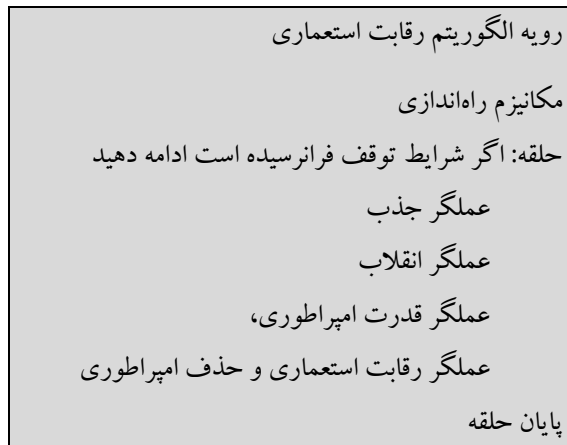 رویه الگوریتم رقابت استعماری
مکانیزم راه‌اندازی
حلقه: اگر شرایط توقف فرانرسیده است ادامه دهید
عملگر جذب
عملگر انقلاب
عملگر قدرت امپراطوری،
عملگر رقابت استعماری و حذف امپراطوری
پایان حلقه